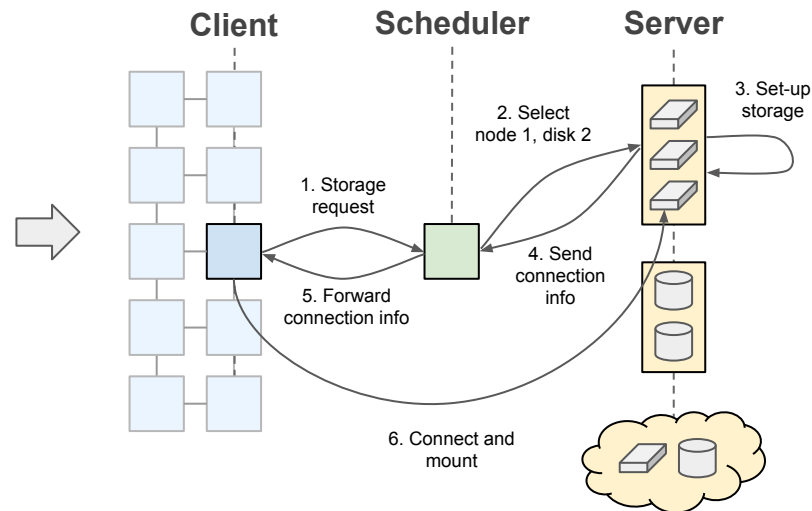 Client
Scheduler
Server
1. Storage
request
2. Select
node 1, disk 2
3. Set-up
storage
4. Send
connection
info
5. Forward
connection info
6. Connect and
mount